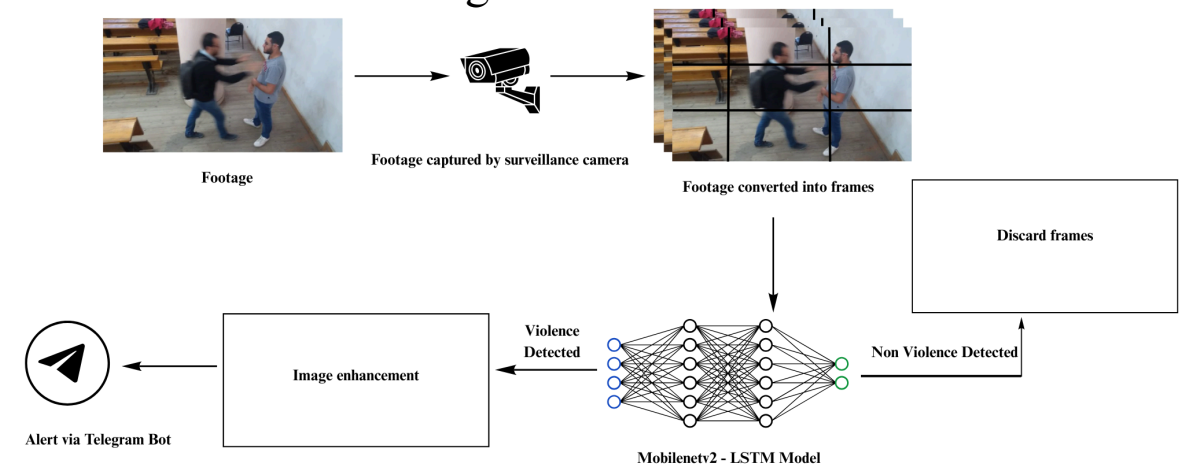 g
Footage
Footage captured by surveillance camera
Footage converted into frames
Discard frames
Violence
Detected
Non Violence Detected
Image enhancement
Alert via Telegram Bot
Mobilenetv2 - LSTM Model